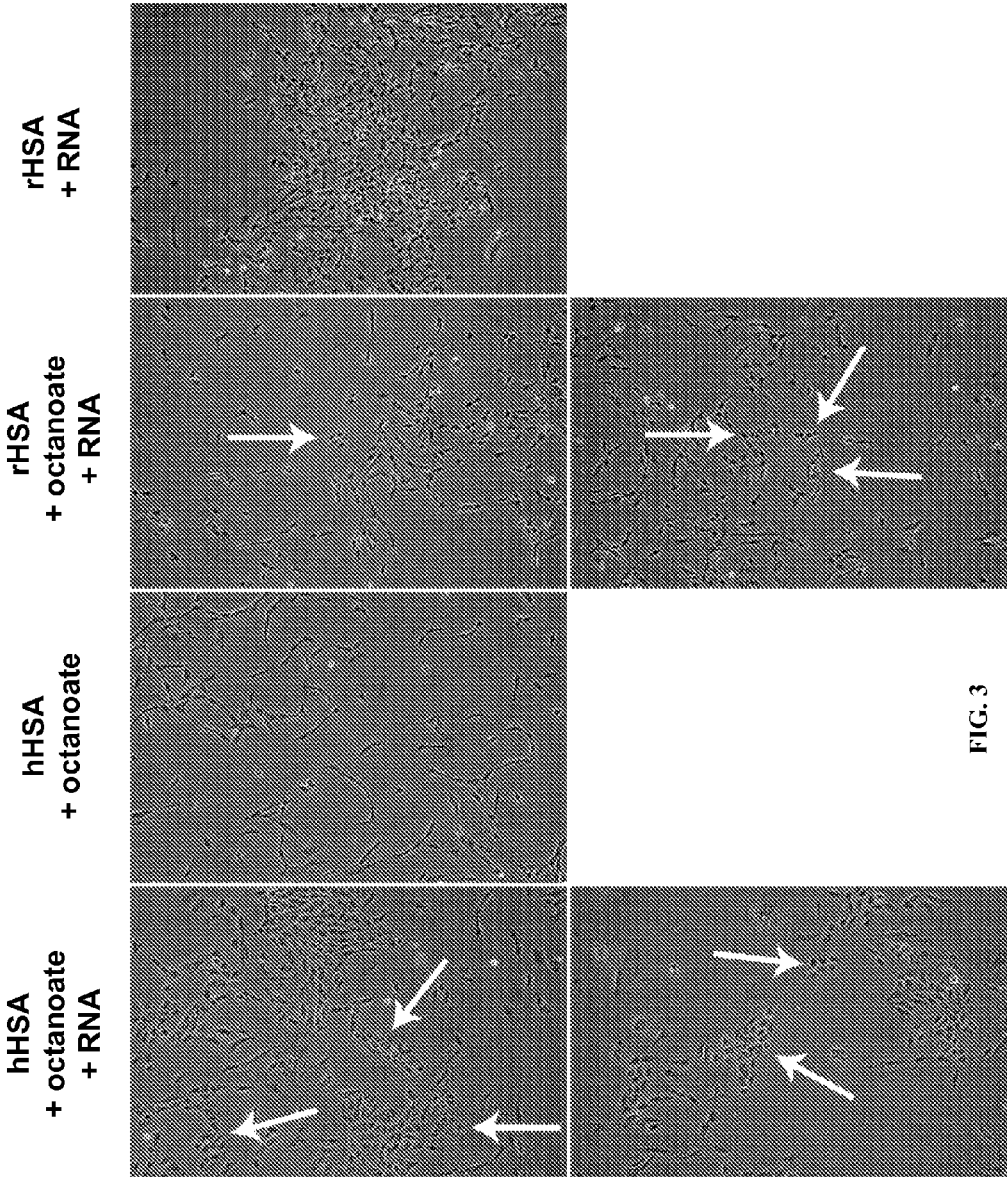 hHSA
+ octanoate
+ RNA
hHSA
+ octanoate
rHSA
+ octanoate
+ RNA
rHSA
+ RNA
FIG. 3